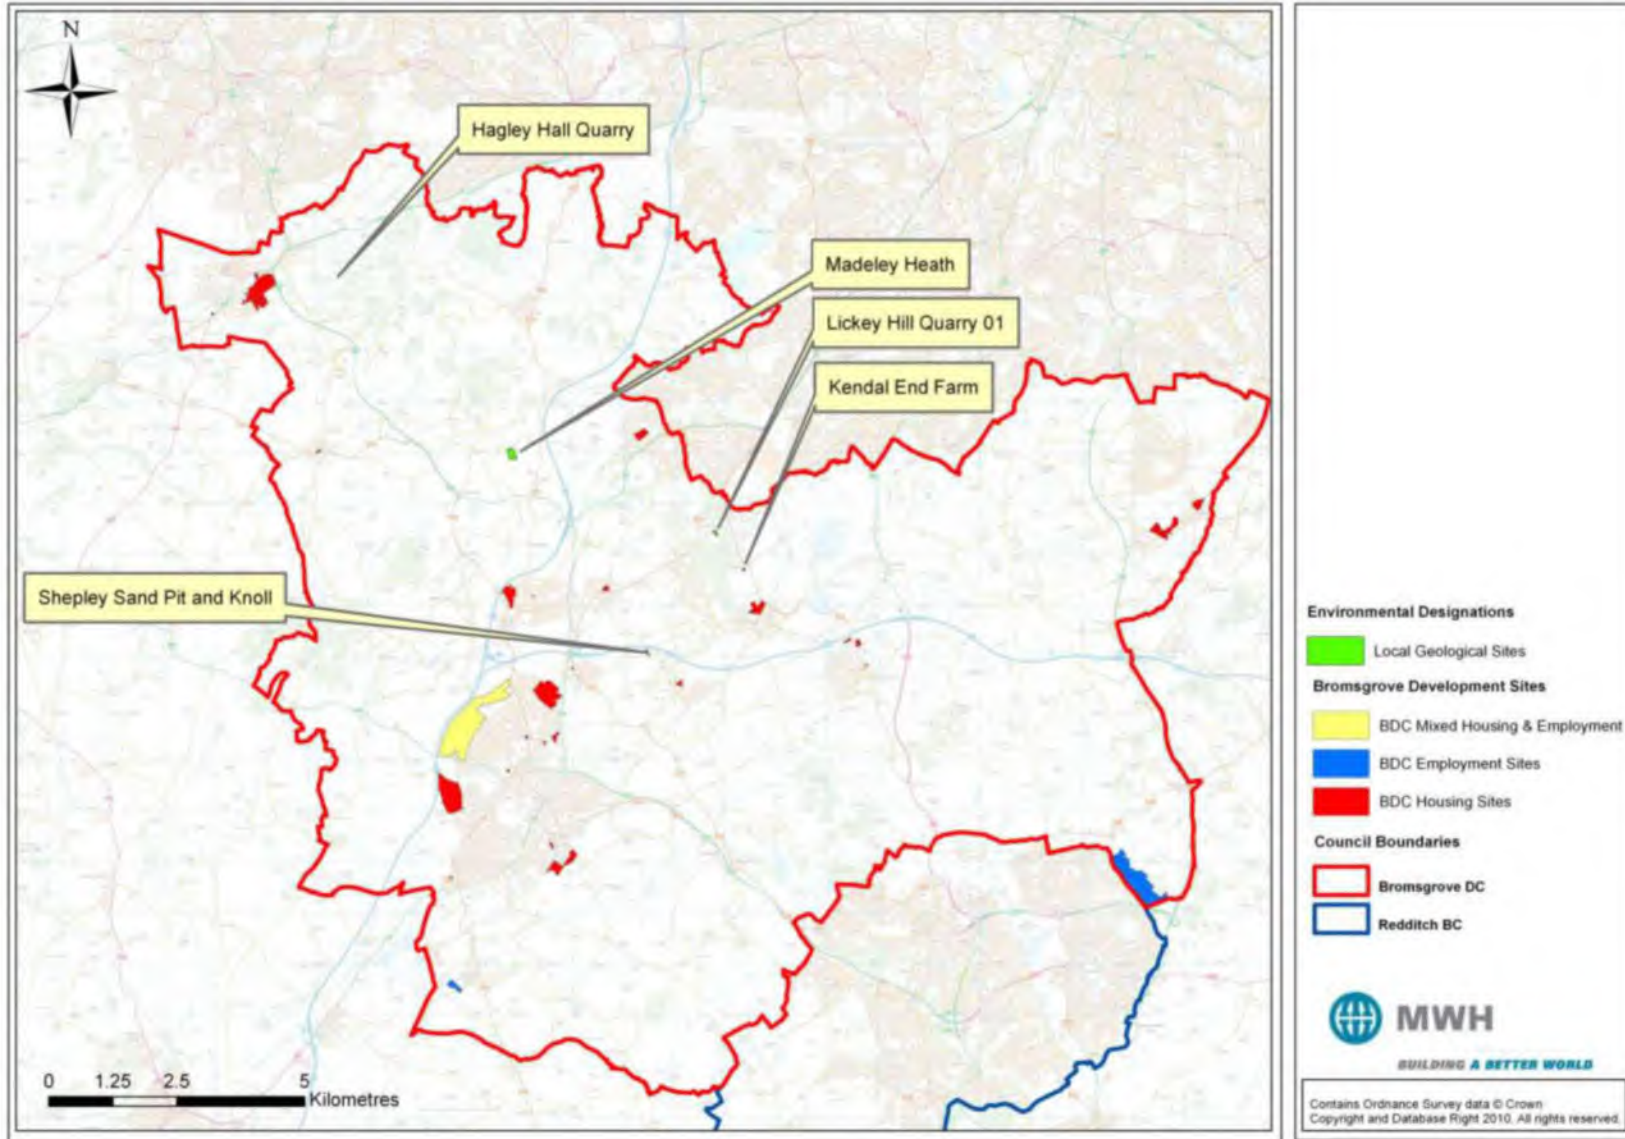 N
Hagley Hall Quarry
Madeley Heath
Lickey Hill Quarry 01
Kendal End Farm
Shepley Sand Pit and Knoll
0 1.25 2.5 5
Kilometres
Environmental Designations
Local Geological Sites
Bromsgrove Development Sites
BDC Mixed Housing & Employment
BDC Employment Sites
BDC Housing Sites
Council Boundaries
Bromsgrove DC
Redditch BC
MWH
BUILDING A BETTER WORLD
Contains Ordnance Survey data © Crown
Copyright and Database Right 2010. All rights reserved.